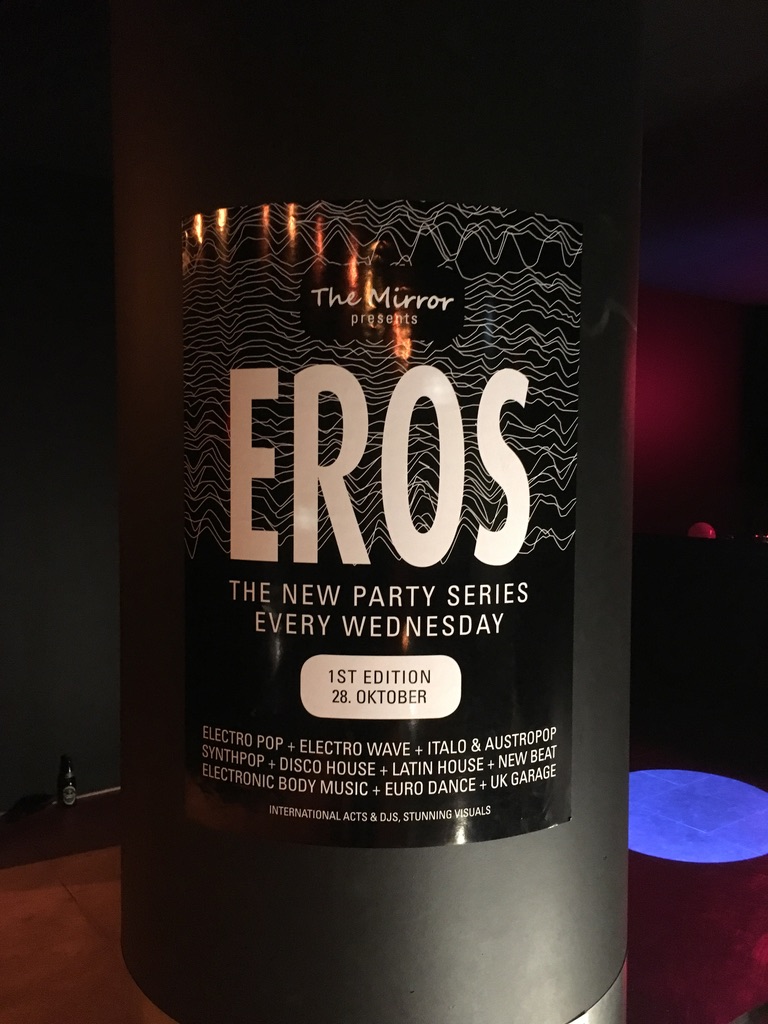 The Mirror
presents
EROS
THE NEW PARTY SERIES
EVERY WEDNESDAY
1ST EDITION
28. OKTOBER
ELECTRO POP + ELECTRO WAVE + ITALO & AUSTROPOP
SYNTHPOP + DISCO HOUSE + LATIN HOUSE + NEW BEAT
ELECTRONIC BODY MUSIC + EURO DANCE + UK GARAGE
INTERNATIONAL ACTS & DJS, STUNNING VISUALS